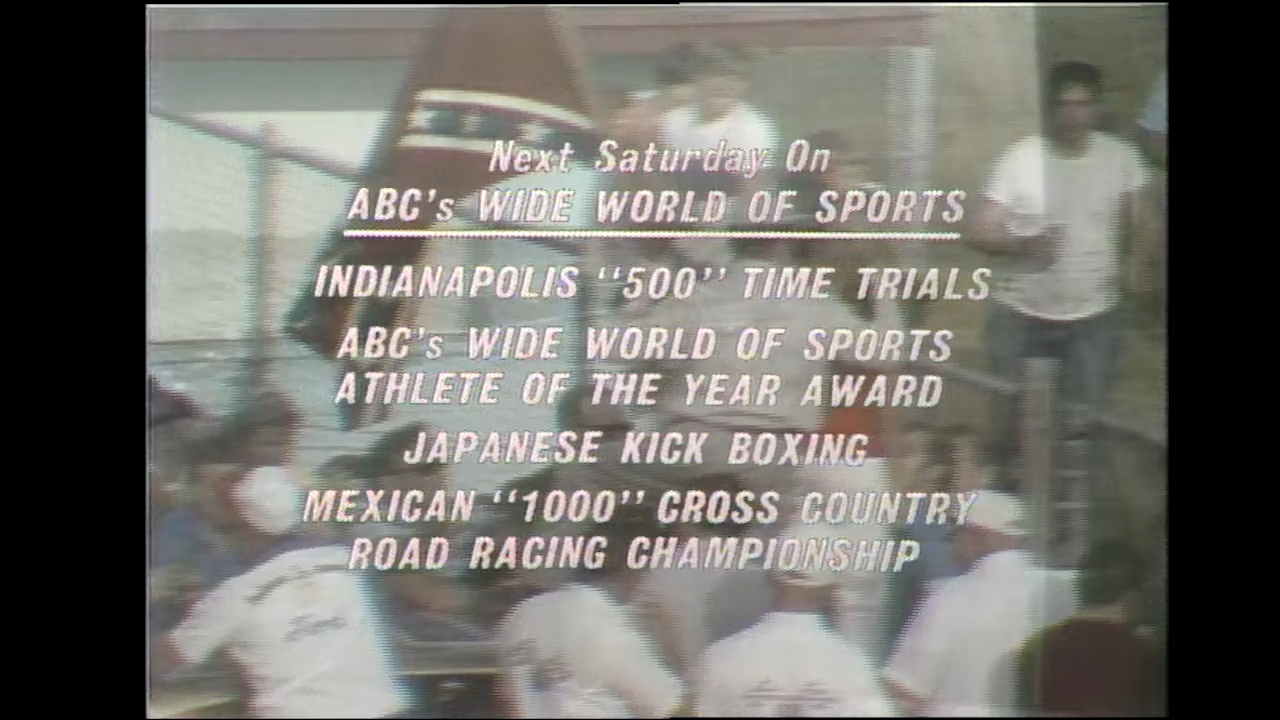 Next Saturday On
ABC's WIDE WORLD OF SPORTS
INDIANAPOLIS "500" TIME TRIALS
ABC's WIDE WORLD OF SPORTS
ATHLETE OF THE YEAR AWARD
JAPANESE KICK BOXING
MEXICAN "1000" CROSS COUNTRY
ROAD RACING CHAMPIONSHIP